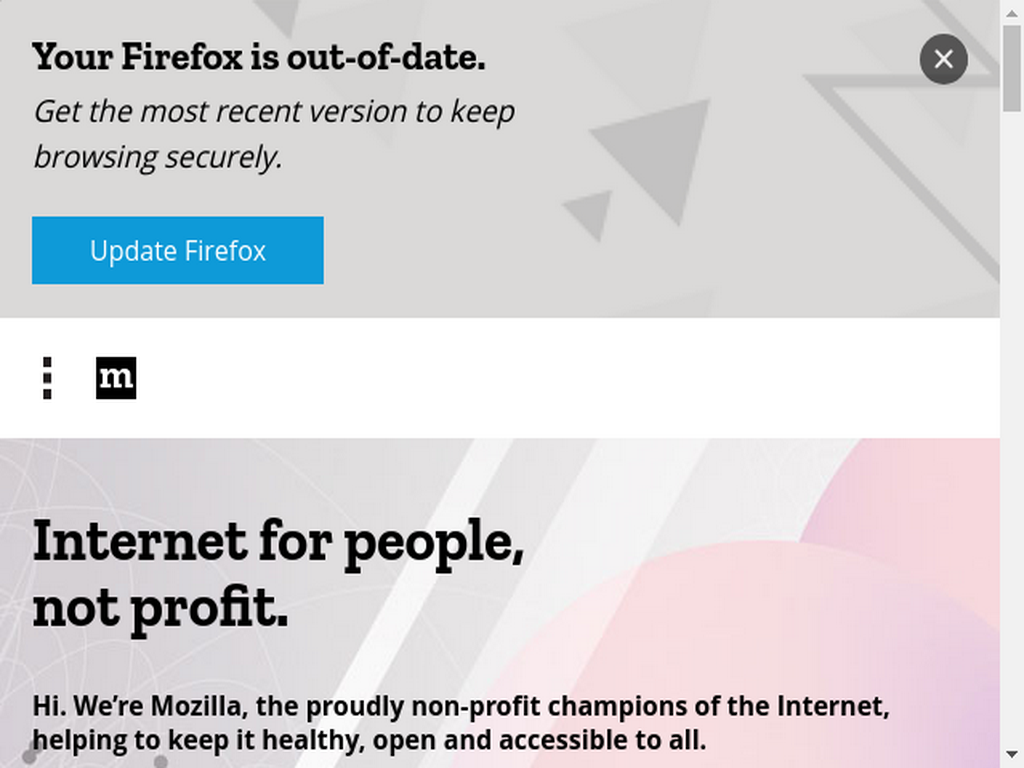 Your Firefox is out-of-date.
Get the most recent version to keep
browsing securely.
Update Firefox
m
Internet for people,
not profit.
Hi. We’re Mozilla, the proudly non-profit champions of the Internet,
helping to keep it healthy, open and accessible to all.